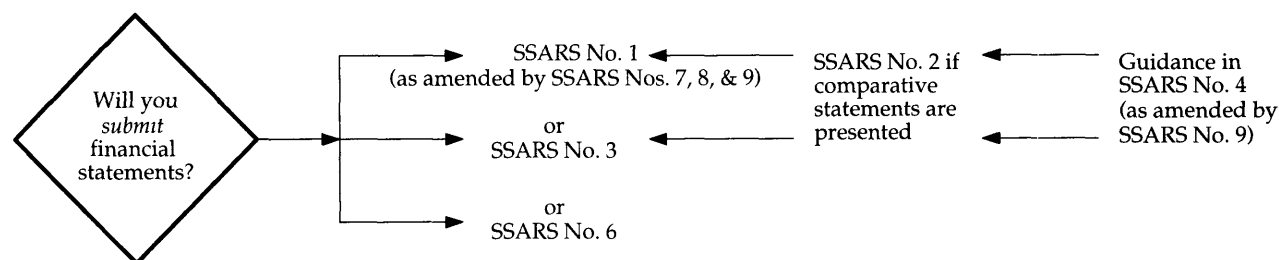 Will you
submit
financial
statements?
SSARS No. 1
(as amended by SSARS Nos. 7, 8, & 9)
or
SSARS No. 3
or
SSARS No. 6
SSARS No. 2 if
comparative
statements are
presented
Guidance in
SSARS No. 4
(as amended by
SSARS No. 9)